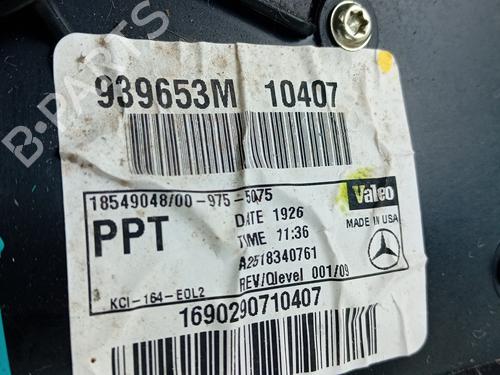 939653M 10407
18549048/00-975-5075
PPT
DATE 1926
TIME 11:36
A2518340761
REV/Qlevel 001/09
KCI-164-EOL2
Valeo
MADE IN USA
1690290710407
B-PARTS